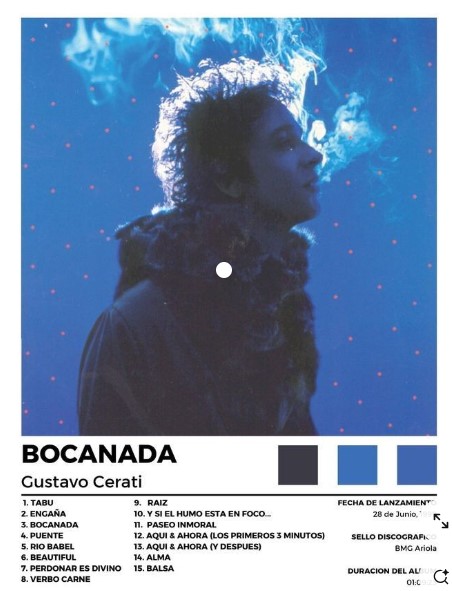 BOCANADA
Gustavo Cerati
1. TABU
2. ENGAÑA
3. BOCANADA
4. PUENTE
5. RIO BABEL
6. BEAUTIFUL
7. PERDONAR ES DIVINO
8. VERBO CARNE
9. RAIZ
10. Y SI EL HUMO ESTA EN FOCO...
11. PASEO INMORAL
12. AQUI & AHORA (LOS PRIMEROS 3 MINUTOS)
13. AQUI & AHORA (Y DESPUES)
14. ALMA
15. BALSA
FECHA DE LANZAMIENT
28 de Junio,
SELLO DISCOGRAFI
BMG Ariola
DURACION DEL